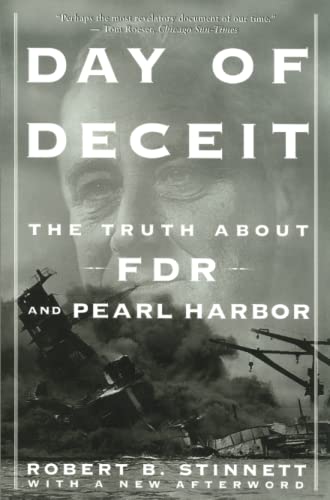 "Perhaps the most revelatory document of our time."
— Tom Roeser, Chicago Sun-Times
DAY OF
DECEIT
THE TRUTH ABOUT
FDR
AND PEARL HARBOR
ROBERT B. STINNETT
WITH A NEW AFTERWORD